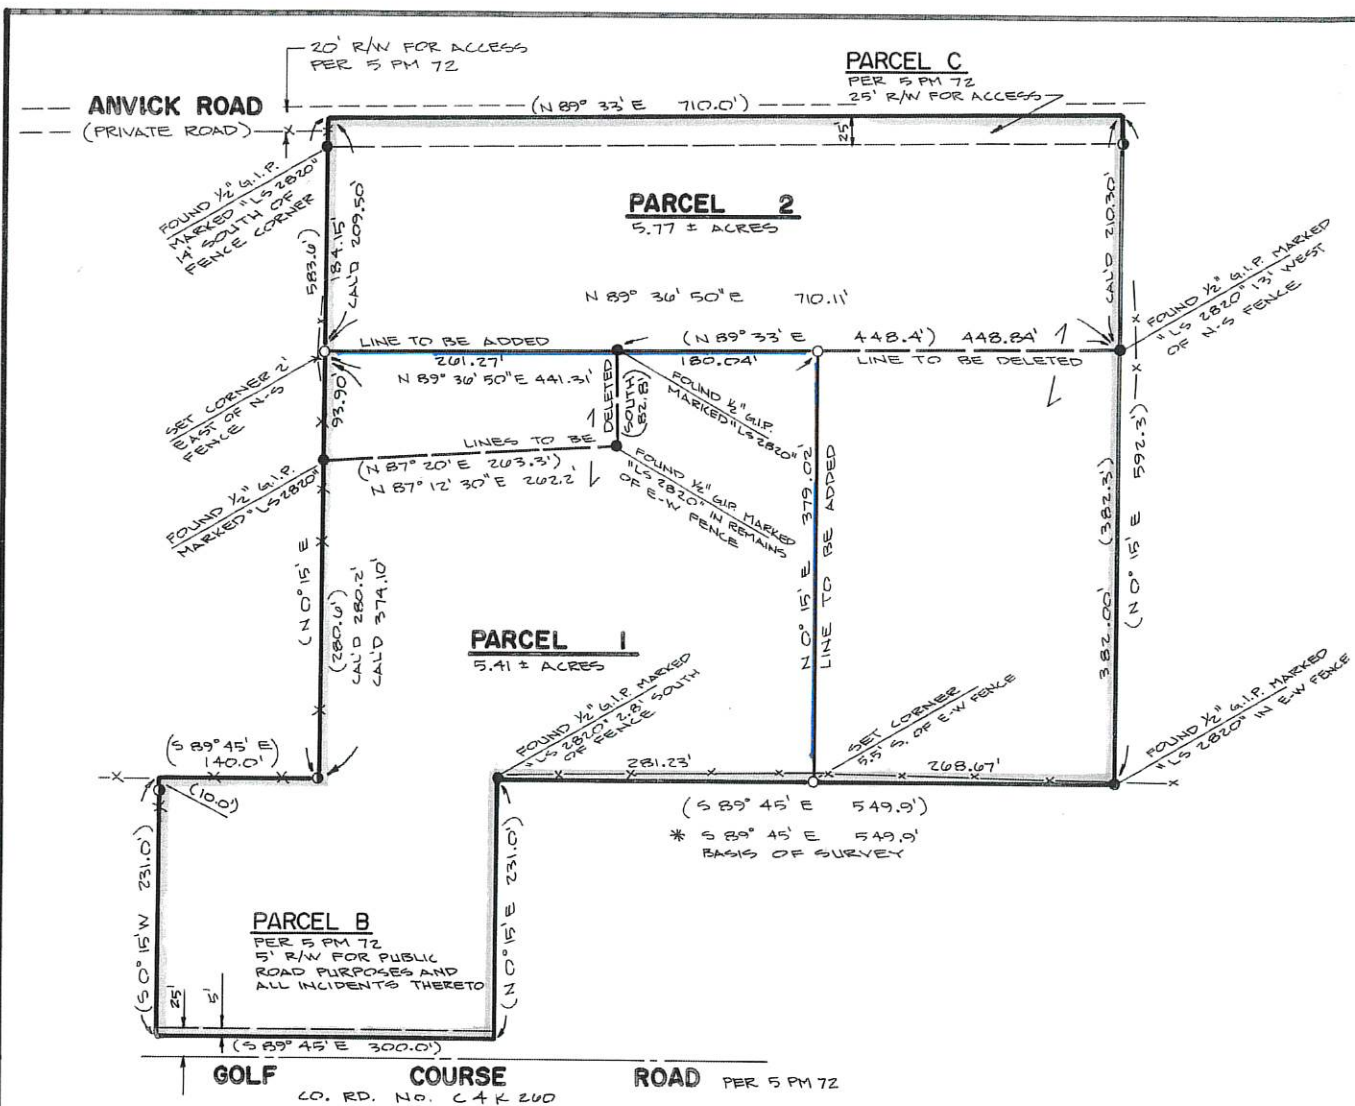 20' R/W FOR ACCESS
PER 5 PM 72
PARCEL C
PER 5 PM 72
25' R/W FOR ACCESS
ANVICK ROAD
(PRIVATE ROAD)
(N 89° 33' E 710.0')
25'
FOUND ½" G.I.P.
MARKED "LS 2820"
14' SOUTH OF
FENCE CORNER
583.6')
184.15'
CAL'D 209.50'
PARCEL 2
5.77 ± ACRES
CAL'D 210.30'
FOUND ½" G.I.P. MARKED
"LS 2820" 13' WEST
OF N-S FENCE
N 89° 36' 50" E 710.11'
LINE TO BE ADDED
(N 89° 33' E 448.4') 448.84'
261.27'
180.04'
LINE TO BE DELETED
N 89° 36' 50" E 441.31'
SET CORNER 2'
EAST OF N-S
FENCE
93.90'
DELETED
(SOUTH
82.8')
FOUND ½" G.I.P.
MARKED "LS 2820"
LINES TO BE
(N 87° 20' E 263.3')
N 87° 12' 30" E 262.2'
FOUND ½" G.I.P.
MARKED "LS 2820"
FOUND ½" G.I.P. MARKED
"LS 2820" IN REMAINS
OF E-W FENCE
N 0° 15' E 379.02'
LINE TO BE ADDED
(382.3')
382.00'
(N 0° 15' E 592.3')
(N 0° 15' E
(280.6')
CAL'D 280.2'
CAL'D 374.10'
PARCEL 1
5.41 ± ACRES
FOUND ½" G.I.P. MARKED
"LS 2820" 2.8' SOUTH
OF FENCE
SET CORNER
5.5' S. OF E-W FENCE
FOUND ½" G.I.P. MARKED
"LS 2820" IN E-W FENCE
(S 89° 45' E)
140.0')
281.23'
268.67'
(10.0')
(S 89° 45' E 549.9')
* S 89° 45' E 549.9'
BASIS OF SURVEY
(S 0° 15' W 231.0')
(N 0° 15' E 231.0')
PARCEL B
PER 5 PM 72
5' R/W FOR PUBLIC
ROAD PURPOSES AND
ALL INCIDENTS THERETO
25'
5'
(S 89° 45' E 300.0')
GOLF COURSE ROAD PER 5 PM 72
CO. RD. NO. C 4 K 260